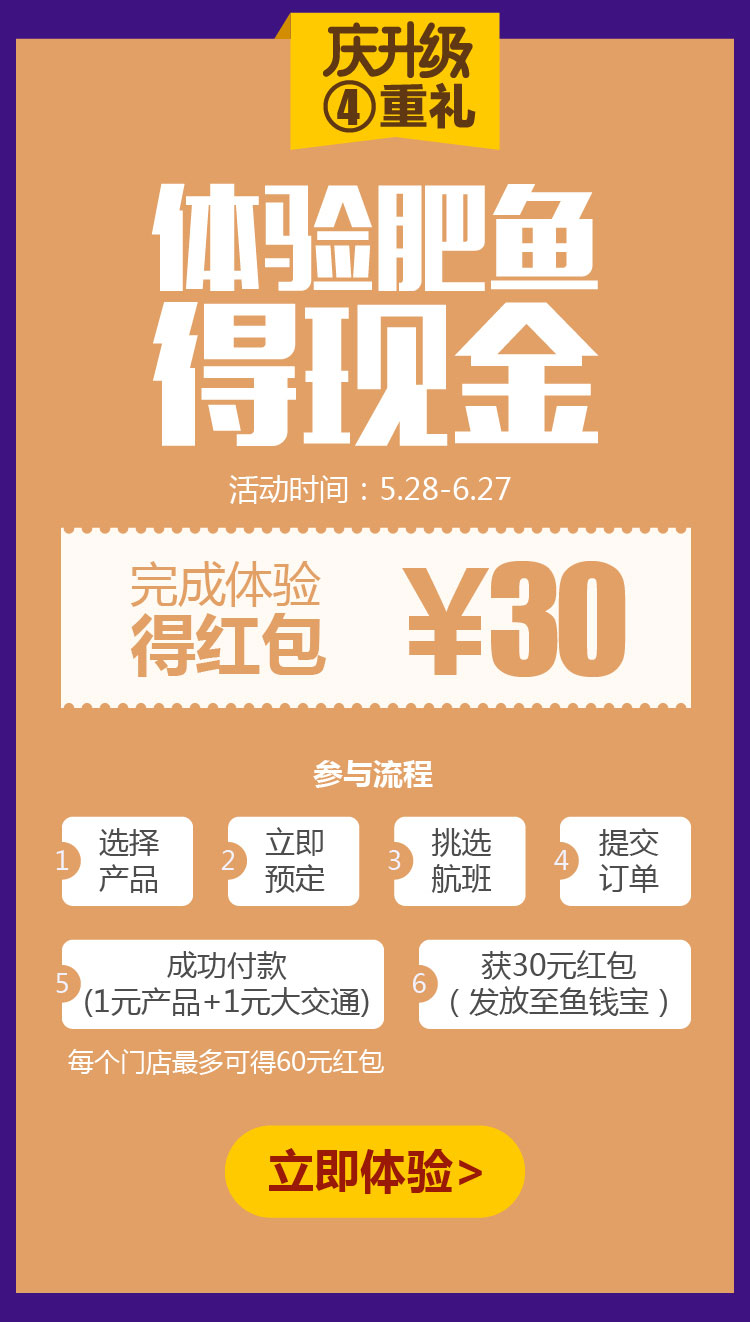 庆升级
④重礼
体验肥鱼
得现金
活动时间：5.28-6.27
完成体验
得红包
¥30
参与流程
1 选择
产品
2 立即
预定
3 挑选
航班
4 提交
订单
5 成功付款
(1元产品+1元大交通)
6 获30元红包
（发放至鱼钱宝）
每个门店最多可得60元红包
立即体验>